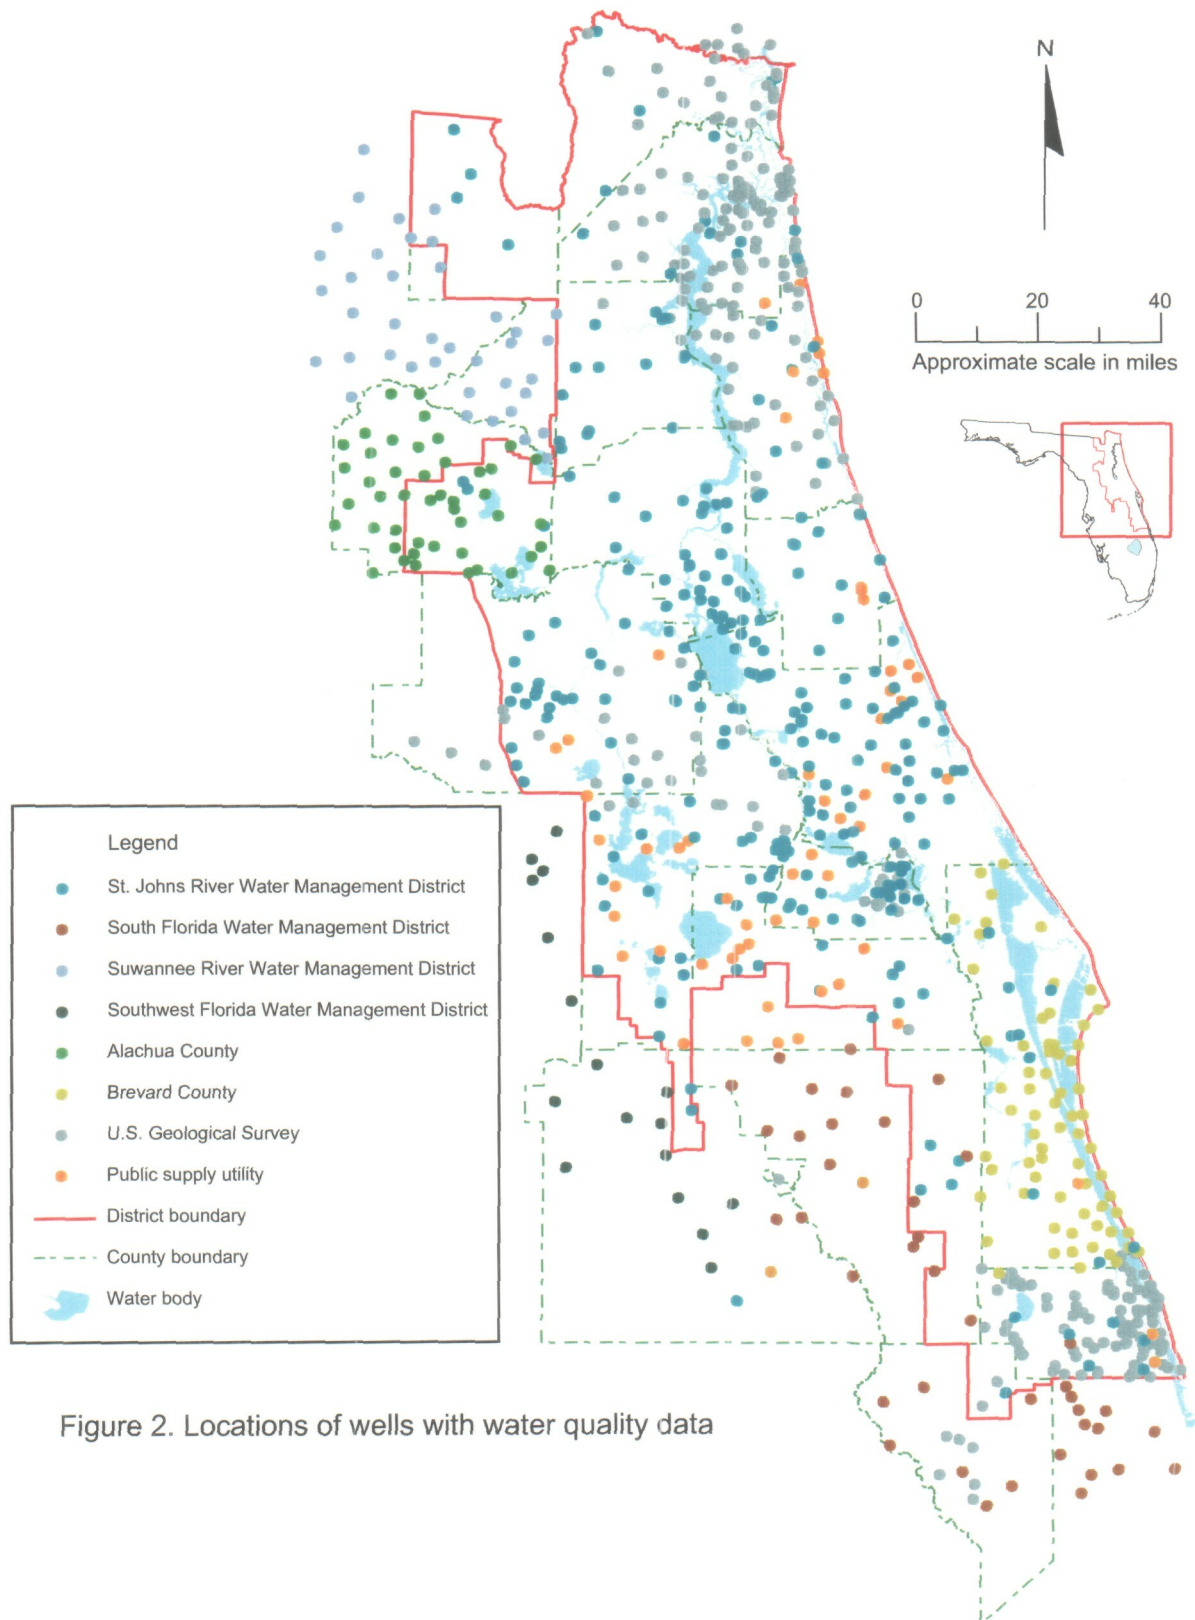 N
0 20 40
Approximate scale in miles
Legend
St. Johns River Water Management District
South Florida Water Management District
Suwannee River Water Management District
Southwest Florida Water Management District
Alachua County
Brevard County
U.S. Geological Survey
Public supply utility
District boundary
County boundary
Water body
Figure 2. Locations of wells with water quality data